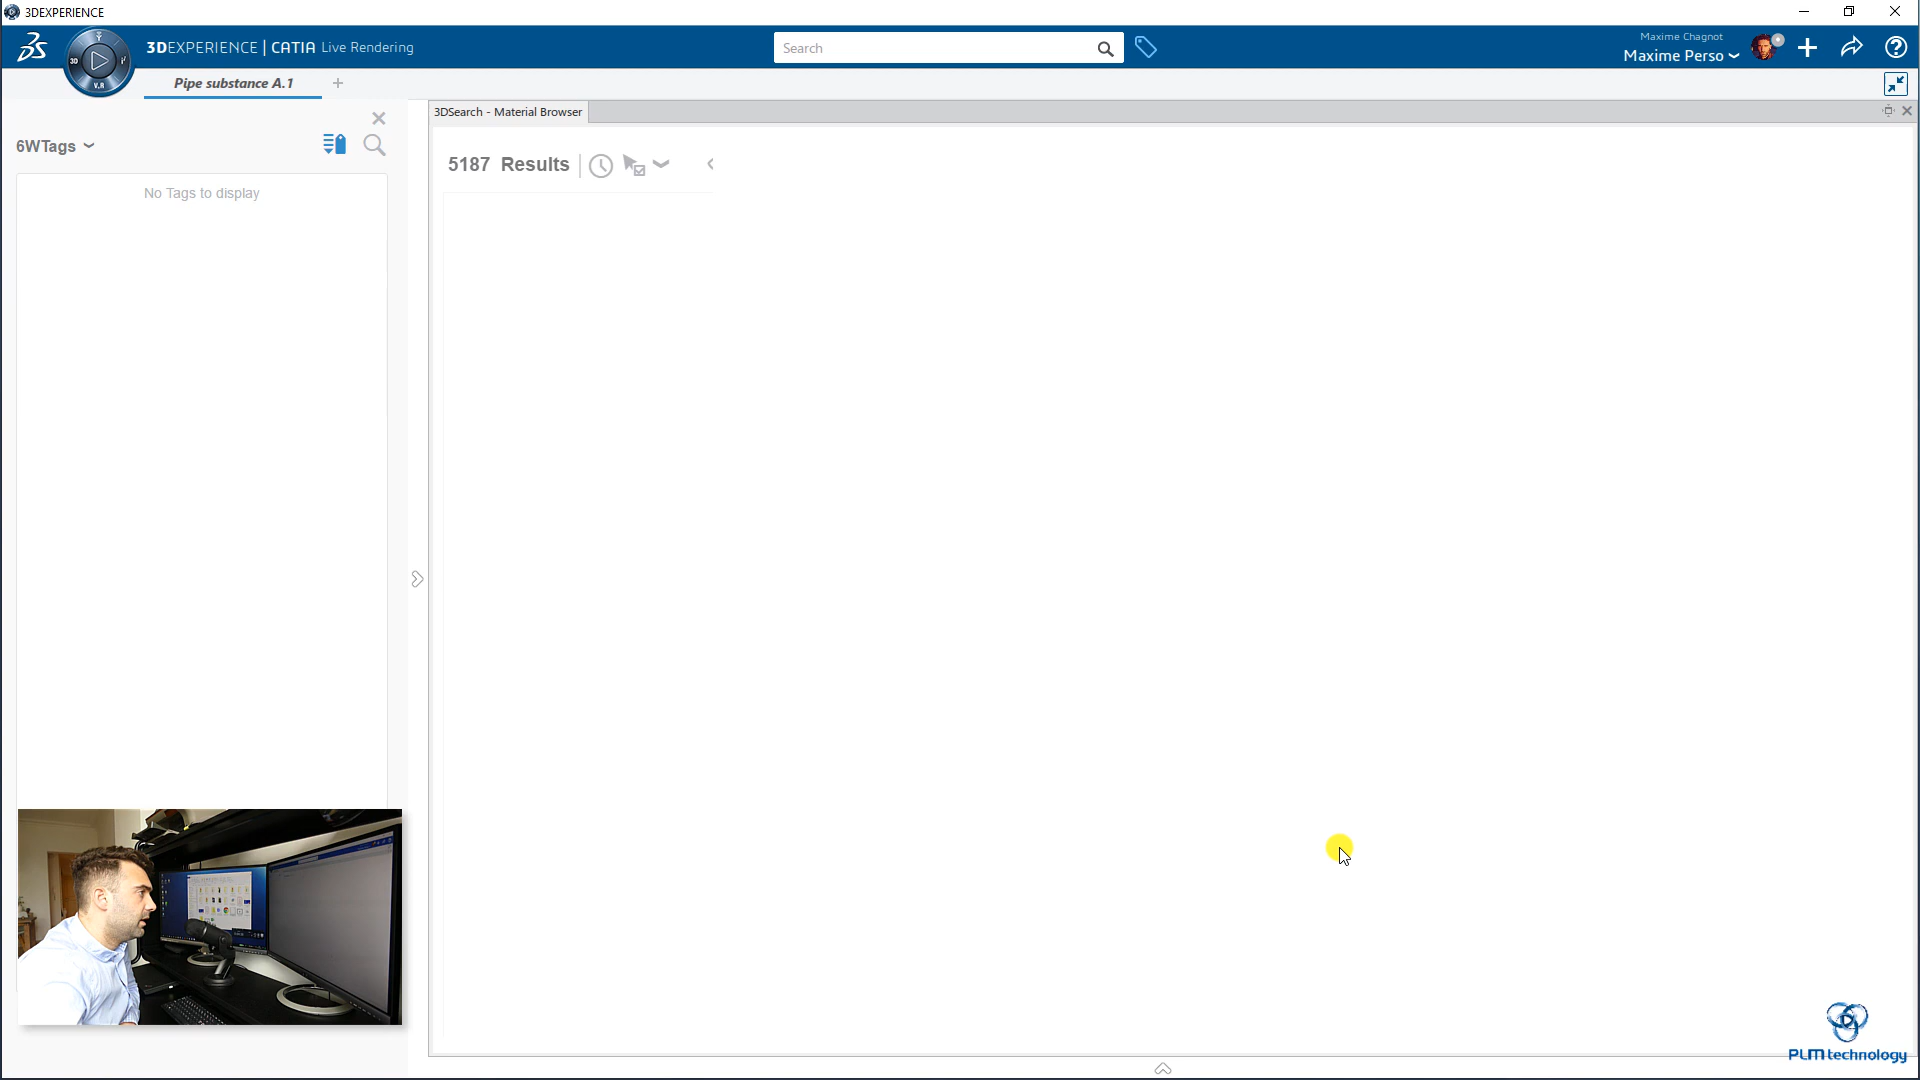 3DEXPERIENCE
3DEXPERIENCE | CATIA Live Rendering
Search
Maxime Chagnot
Maxime Perso
3D
V.R
Pipe substance A.1
3DSearch - Material Browser
6WTags
5187 Results
No Tags to display
PLM technology